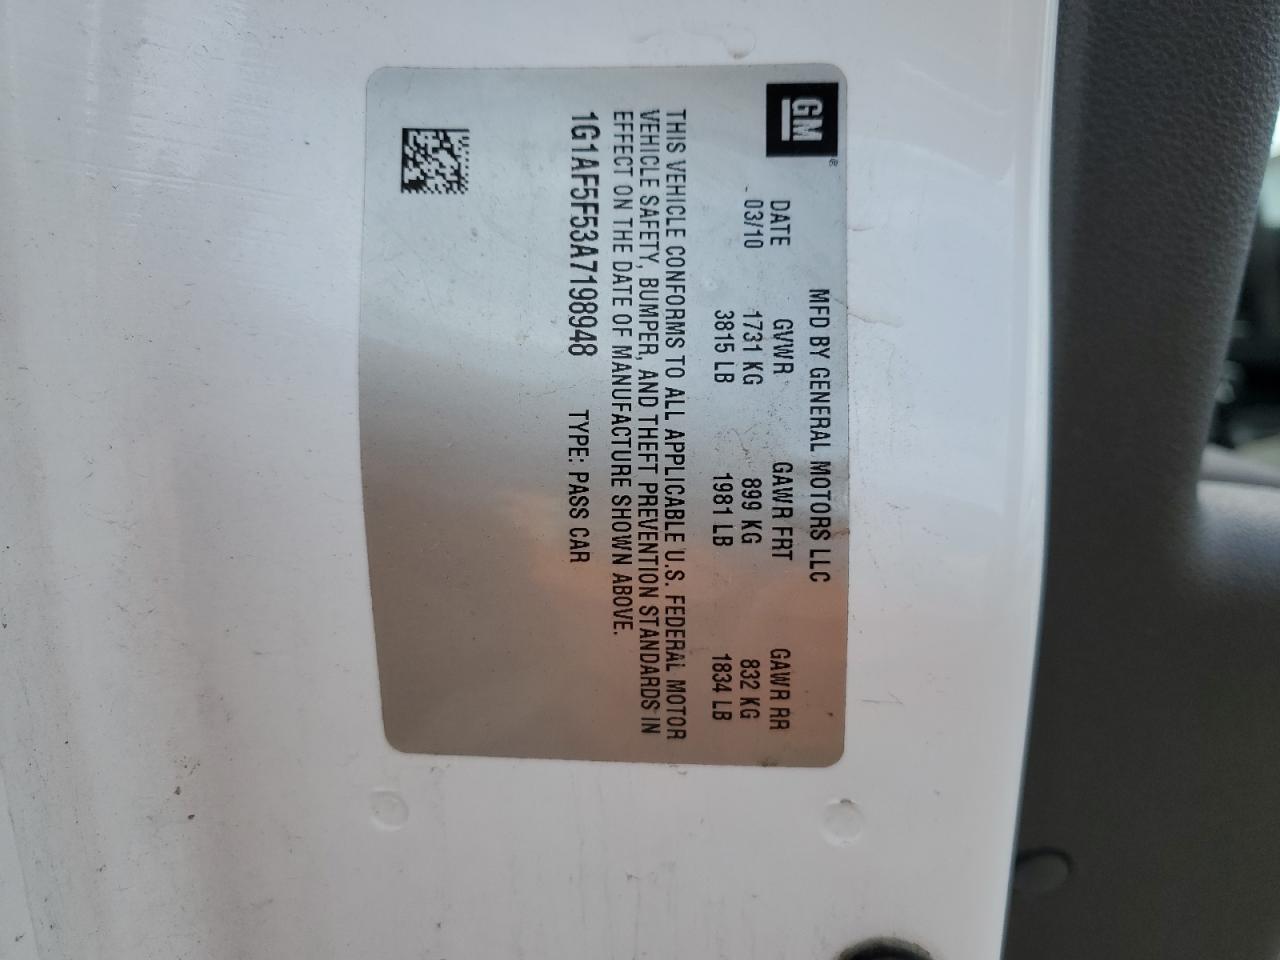 GM®
MFD BY GENERAL MOTORS LLC
DATE GVWR GAWR FRT GAWR RR
03/10 1731 KG 899 KG 832 KG
3815 LB 1981 LB 1834 LB
THIS VEHICLE CONFORMS TO ALL APPLICABLE U.S. FEDERAL MOTOR
VEHICLE SAFETY, BUMPER, AND THEFT PREVENTION STANDARDS IN
EFFECT ON THE DATE OF MANUFACTURE SHOWN ABOVE.
1G1AF5F53A7198948 TYPE: PASS CAR